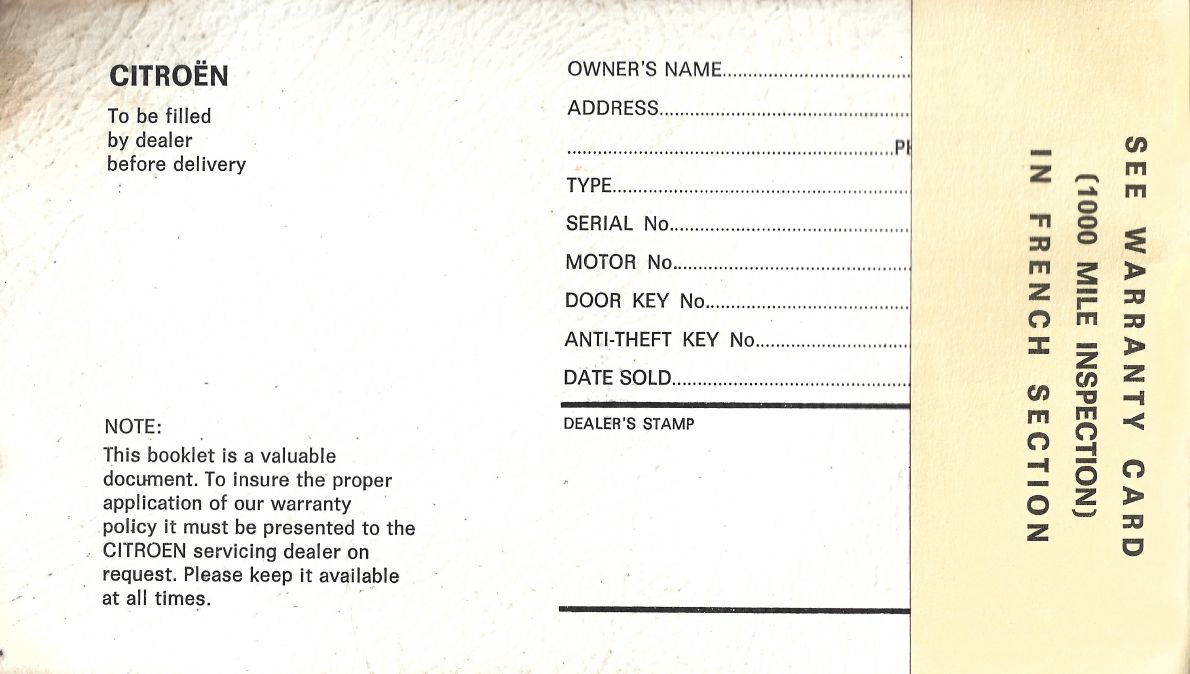 CITROËN
To be filled
by dealer
before delivery
NOTE:
This booklet is a valuable
document. To insure the proper
application of our warranty
policy it must be presented to the
CITROEN servicing dealer on
request. Please keep it available
at all times.
OWNER'S NAME
ADDRESS
TYPE
SERIAL No
MOTOR No
DOOR KEY No
ANTI-THEFT KEY No
DATE SOLD
DEALER'S STAMP
SEE WARRANTY CARD
(1000 MILE INSPECTION)
IN FRENCH SECTION